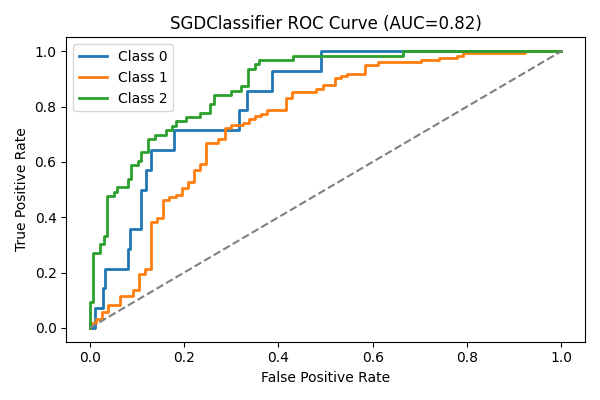 SGDClassifier ROC Curve (AUC=0.82)
Class 0
Class 1
Class 2
True Positive Rate
1.0
0.8
0.6
0.4
0.2
0.0
0.0 0.2 0.4 0.6 0.8 1.0
False Positive Rate